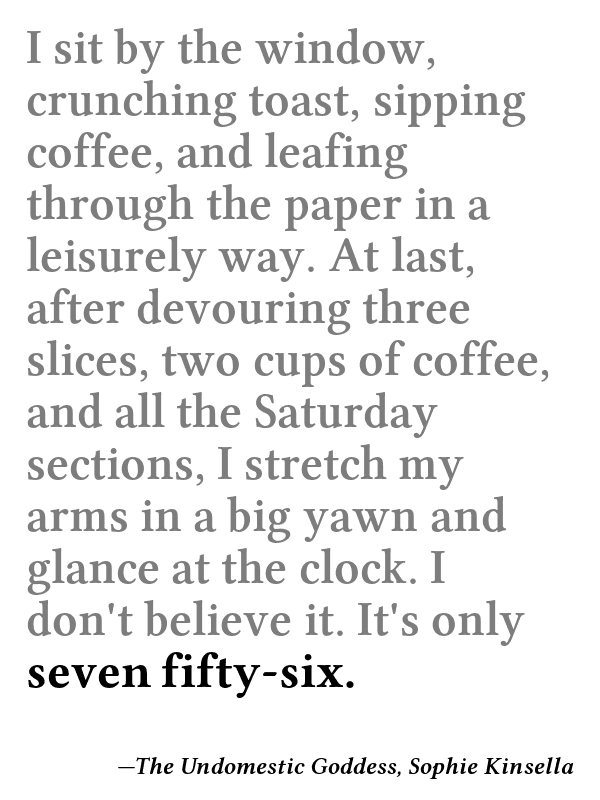 I sit by the window,
crunching toast, sipping
coffee, and leafing
through the paper in a
leisurely way. At last,
after devouring three
slices, two cups of coffee,
and all the Saturday
sections, I stretch my
arms in a big yawn and
glance at the clock. I
don't believe it. It's only
seven fifty-six.
—The Undomestic Goddess, Sophie Kinsella